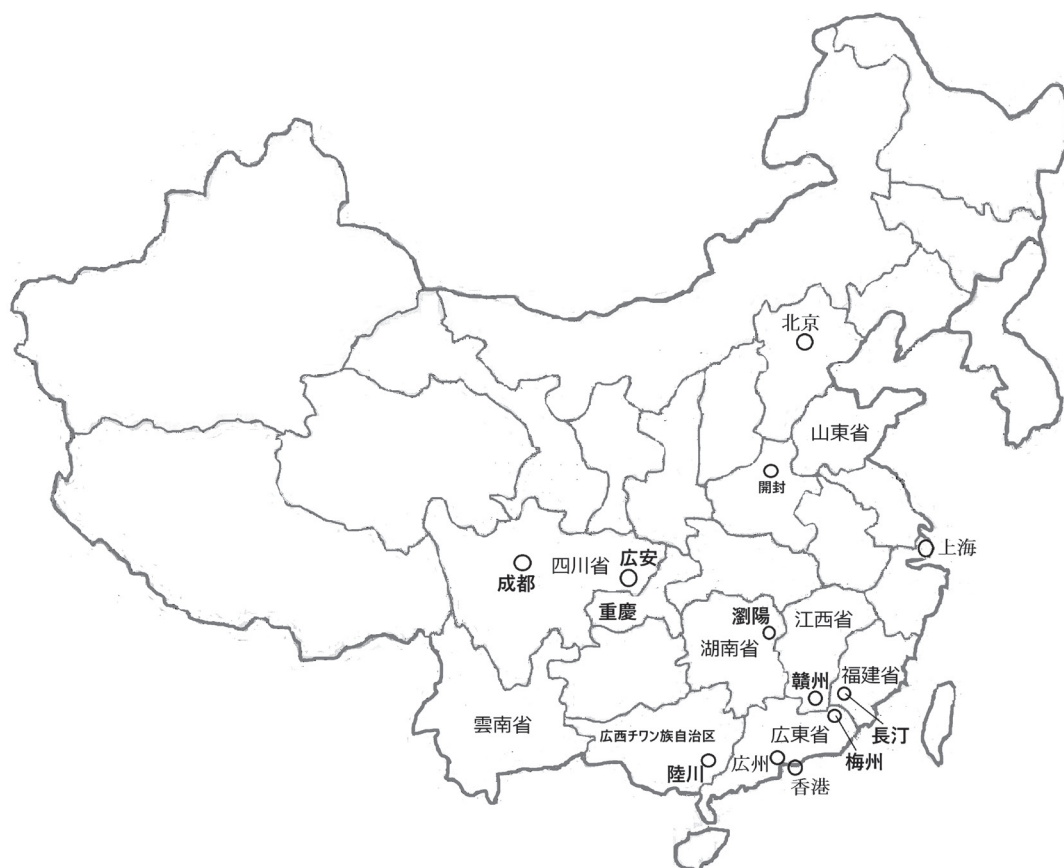 北京
山東省
開封
上海
四川省
広安
成都
重慶
瀏陽
江西省
湖南省
贛州
福建省
雲南省
広西チワン族自治区
広東省
長汀
陸川
広州
梅州
香港